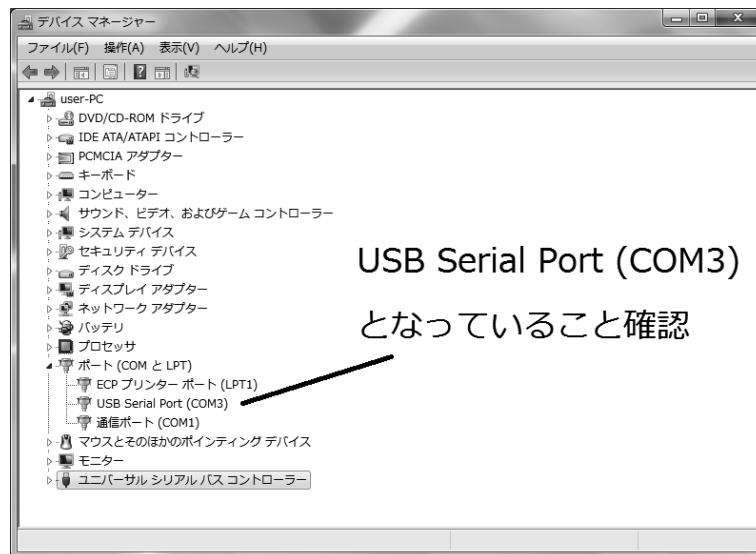 デバイス マネージャー
ファイル(F) 操作(A) 表示(V) ヘルプ(H)
user-PC
DVD/CD-ROM ドライブ
IDE ATA/ATAPI コントローラー
PCMCIA アダプター
キーボード
コンピューター
サウンド、ビデオ、およびゲーム コントローラー
システム デバイス
セキュリティ デバイス
ディスク ドライブ
ディスプレイ アダプター
ネットワーク アダプター
バッテリ
プロセッサ
ポート (COM と LPT)
ECP プリンター ポート (LPT1)
USB Serial Port (COM3)
通信ポート (COM1)
マウスとそのほかのポインティング デバイス
モニター
ユニバーサル シリアル バス コントローラー
USB Serial Port (COM3)
となっていること確認